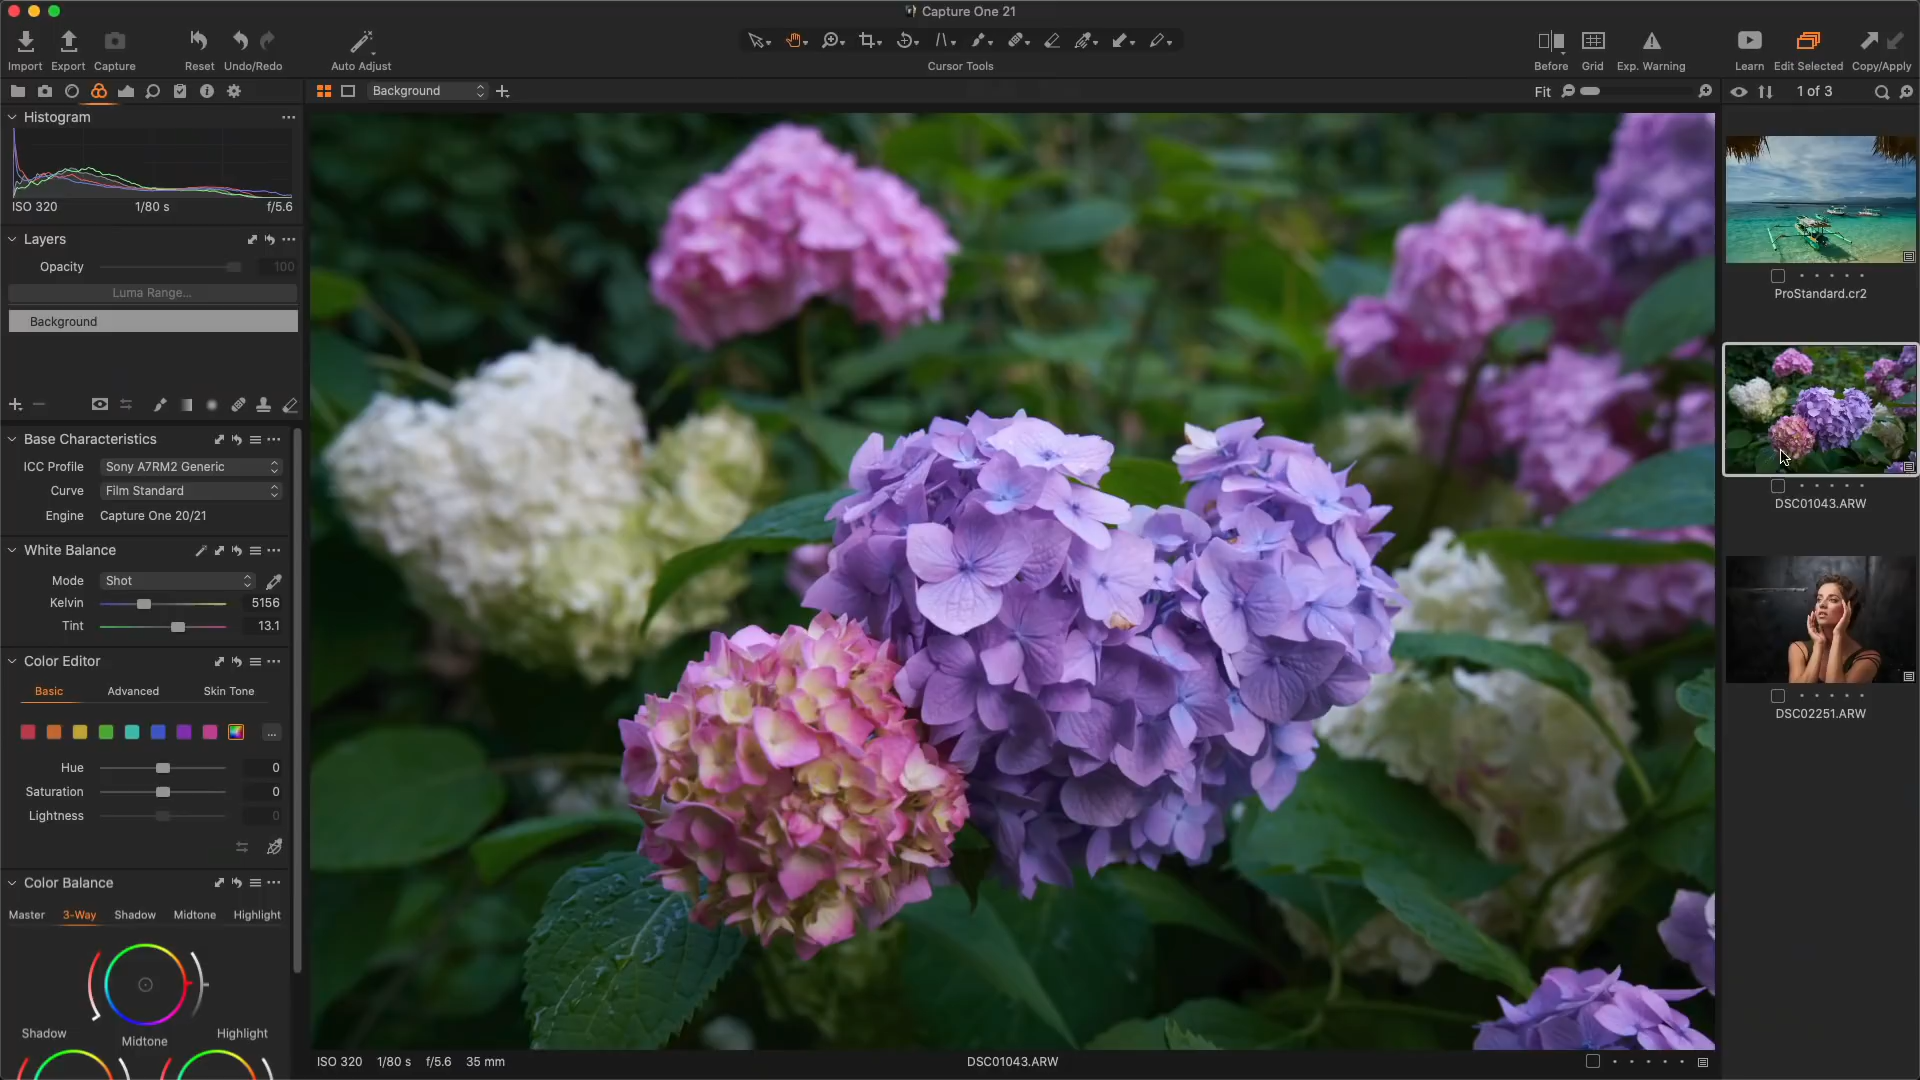 Capture One 21
Import Export Capture Reset Undo/Redo Auto Adjust Cursor Tools Before Grid Exp. Warning Learn Edit Selected Copy/Apply
Background Fit 1 of 3
Histogram
ISO 320 1/80 s f/5.6
Layers
Opacity 100
Luma Range...
Background
Base Characteristics
ICC Profile Sony A7RM2 Generic
Curve Film Standard
Engine Capture One 20/21
White Balance
Mode Shot
Kelvin 5156
Tint 13.1
Color Editor
Basic Advanced Skin Tone
...
Hue 0
Saturation 0
Lightness 0
Color Balance
Master 3-Way Shadow Midtone Highlight
Shadow Midtone Highlight
ISO 320 1/80 s f/5.6 35 mm DSC01043.ARW
ProStandard.cr2
DSC01043.ARW
DSC02251.ARW